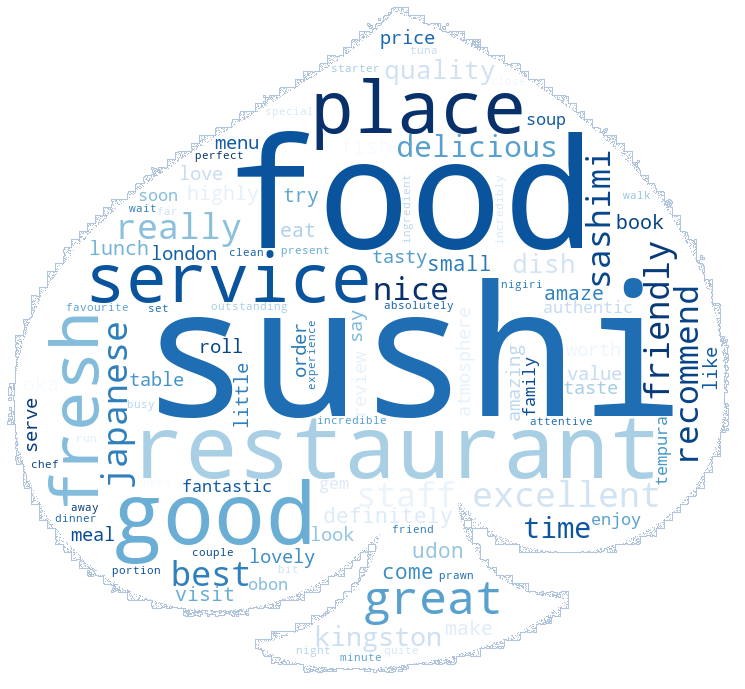 price
tuna
starter
quality
close
place
special
soup
menu
fish
delicious
perfect
food
sashimi
love
soon
highly
try
ingredient
incredibly
walk
wait
far
really
eat
book
lunch
london
clean
present
tasty
small
dish
friendly
service
nice
nigiri
amaze
favourite
set
outstanding
absolutely
authentic
recommend
fresh
japanese
sushi
order
experience
say
atmosphere
roll
review
worth
like
table
little
amazing
family
value
taste
serve
busy
incredible
attentive
run
restaurant
tempura
chef
fantastic
gem
staff
excellent
away
good
definitely
dinner
meal
couple
look
friend
time
enjoy
portion
best
lovely
udon
bit
come
prawn
visit
obon
great
kingston
make
night
minute
quite